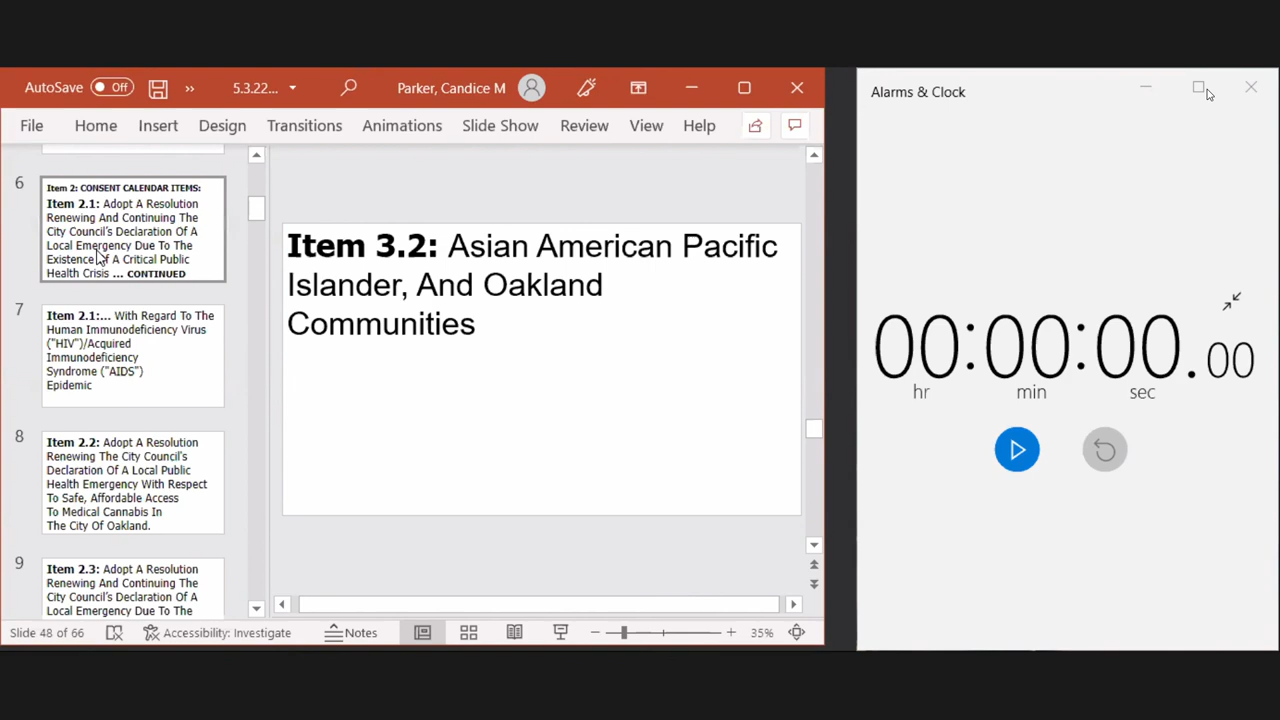 AutoSave Off » 5.3.22... Parker, Candice M
File Home Insert Design Transitions Animations Slide Show Review View Help
6
Item 2: CONSENT CALENDAR ITEMS:
Item 2.1: Adopt A Resolution
Renewing And Continuing The
City Council's Declaration Of A
Local Emergency Due To The
Existence Of A Critical Public
Health Crisis ... CONTINUED
7
Item 2.1:... With Regard To The
Human Immunodeficiency Virus
("HIV")/Acquired
Immunodeficiency
Syndrome ("AIDS")
Epidemic
8
Item 2.2: Adopt A Resolution
Renewing The City Council's
Declaration Of A Local Public
Health Emergency With Respect
To Safe, Affordable Access
To Medical Cannabis In
The City Of Oakland.
9
Item 2.3: Adopt A Resolution
Renewing And Continuing The
City Council's Declaration Of A
Local Emergency Due To The
Item 3.2: Asian American Pacific
Islander, And Oakland
Communities
Slide 48 of 66 Accessibility: Investigate Notes 35%
Alarms & Clock
00:00:00.00
hr min sec